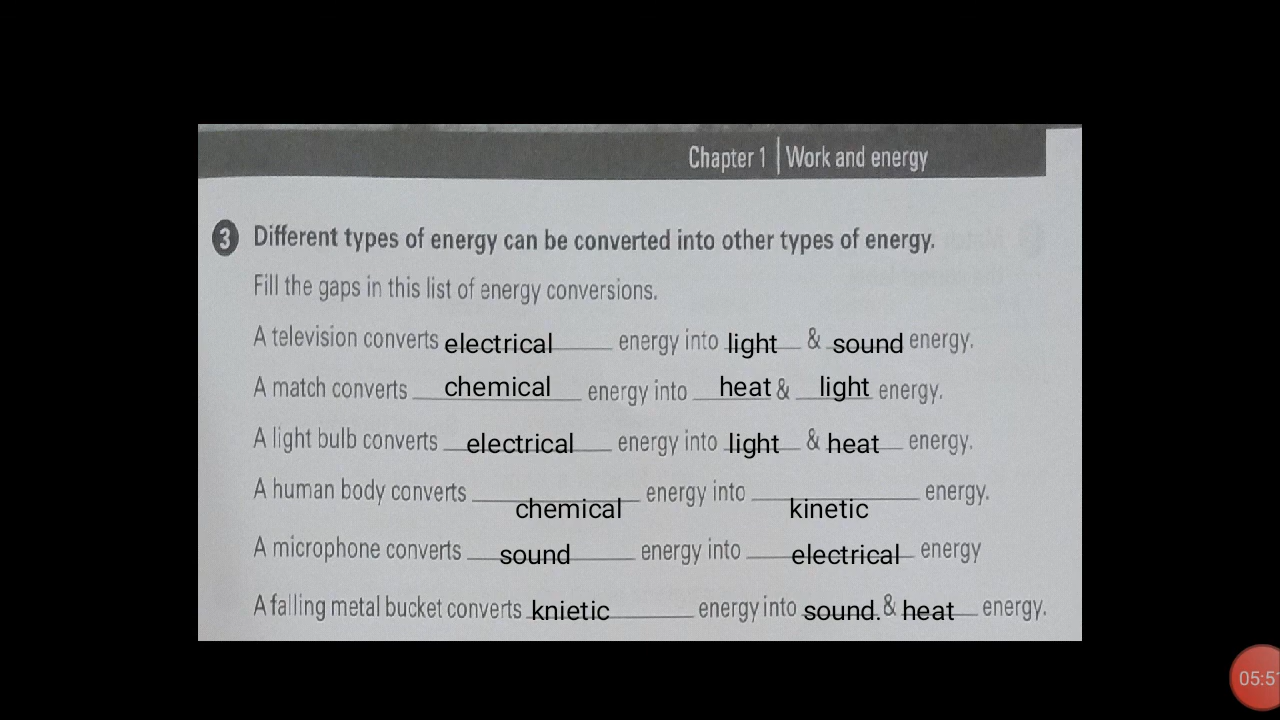 Chapter 1 | Work and energy
3 Different types of energy can be converted into other types of energy.
Fill the gaps in this list of energy conversions.
A television converts electrical energy into light & sound energy.
A match converts chemical energy into heat & light energy.
A light bulb converts electrical energy into light & heat energy.
A human body converts chemical energy into kinetic energy.
A microphone converts sound energy into electrical energy
A falling metal bucket converts knietic energy into sound. & heat energy.